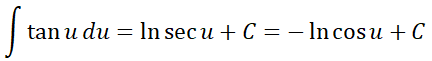 ∫ tan u du = ln sec u + C = − ln cos u + C